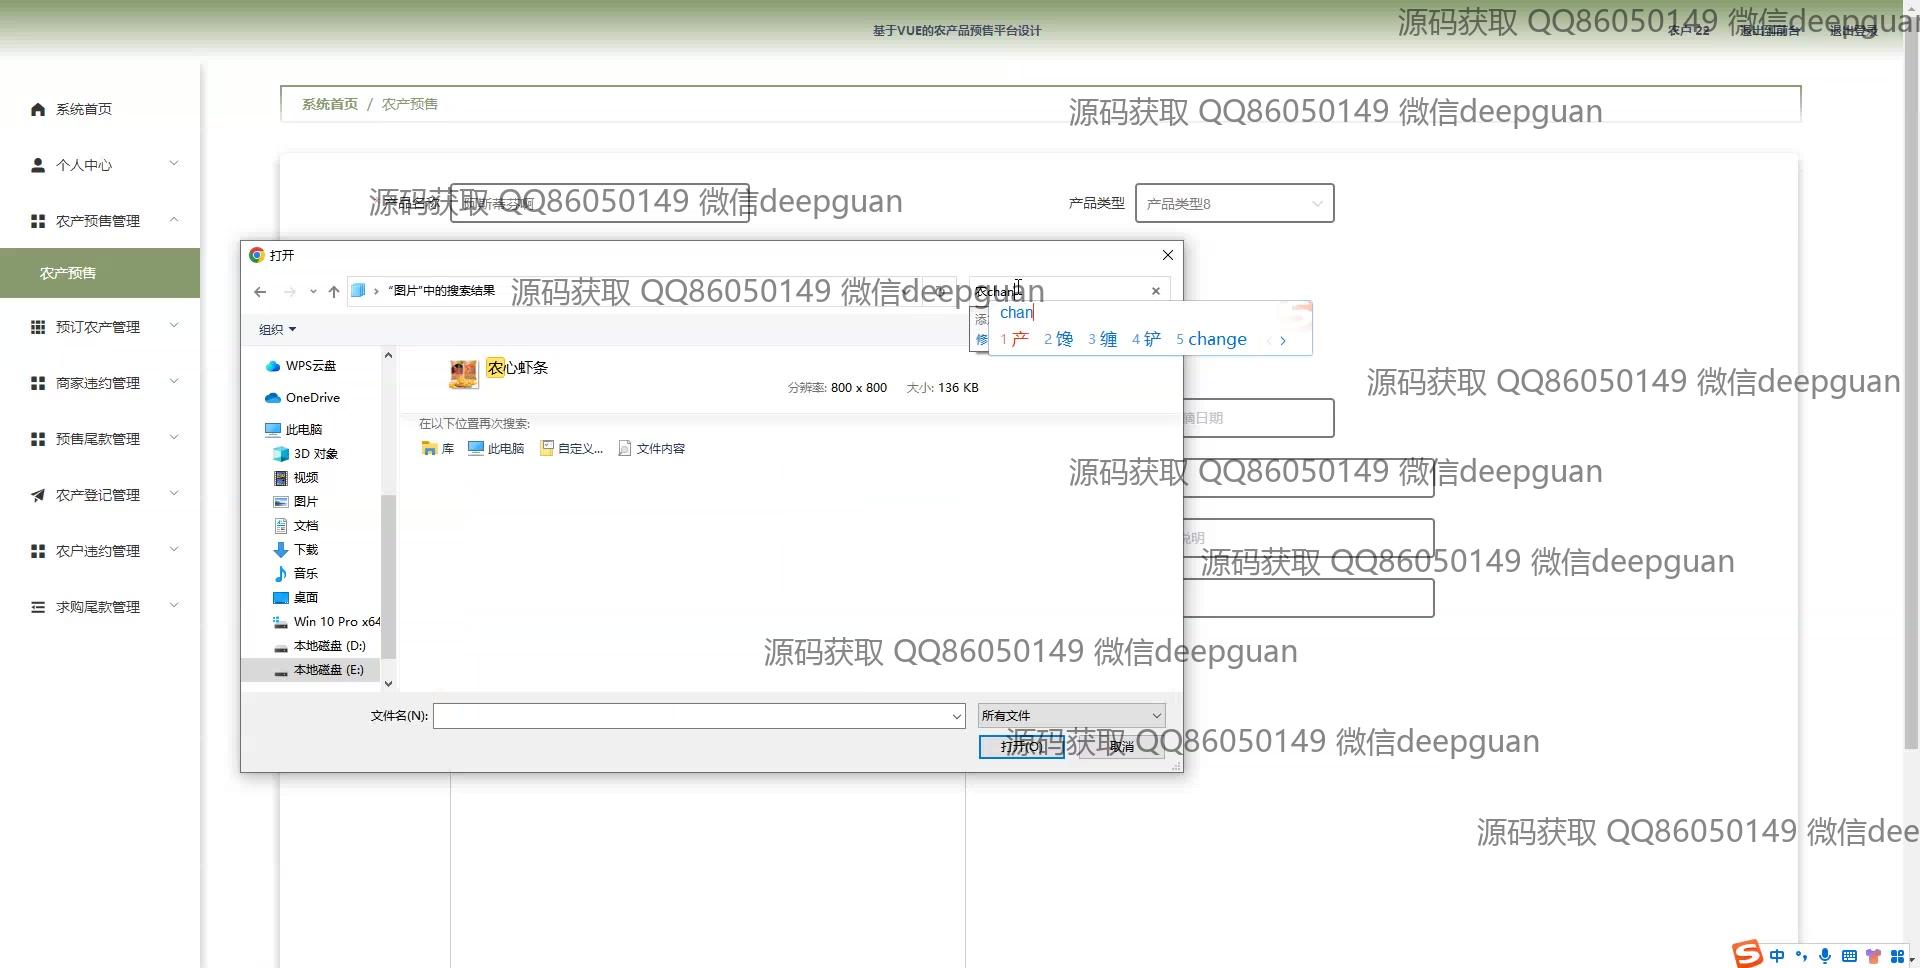 基于VUE的农产品预售平台设计
源码获取 QQ86050149 微信deepguan
农户 22 退出到前台 退出登录
系统首页
个人中心
农产预售管理
农产预售
预订农产管理
商家违约管理
预售尾款管理
农产登记管理
农户违约管理
求购尾款管理
系统首页 / 农产预售
源码获取 QQ86050149 微信deepguan
产品名称
源码获取 QQ86050149 微信deepguan
产品类型 产品类型8
打开
"图片"中的搜索结果
源码获取 QQ86050149 微信deepguan
农chan
chan
1 产 2 馋 3 缠 4 铲 5 change
添
修
组织
WPS云盘
OneDrive
此电脑
3D 对象
视频
图片
文档
下载
音乐
桌面
Win 10 Pro x64
本地磁盘 (D:)
本地磁盘 (E:)
农心虾条
分辨率: 800 x 800 大小: 136 KB
在以下位置再次搜索:
库 此电脑 自定义... 文件内容
源码获取 QQ86050149 微信deepguan
摘日期
源码获取 QQ86050149 微信deepguan
说明
源码获取 QQ86050149 微信deepguan
源码获取 QQ86050149 微信deepguan
文件名(N):
所有文件
打开(O) 取消
源码获取 QQ86050149 微信deepguan
源码获取 QQ86050149 微信dee
中